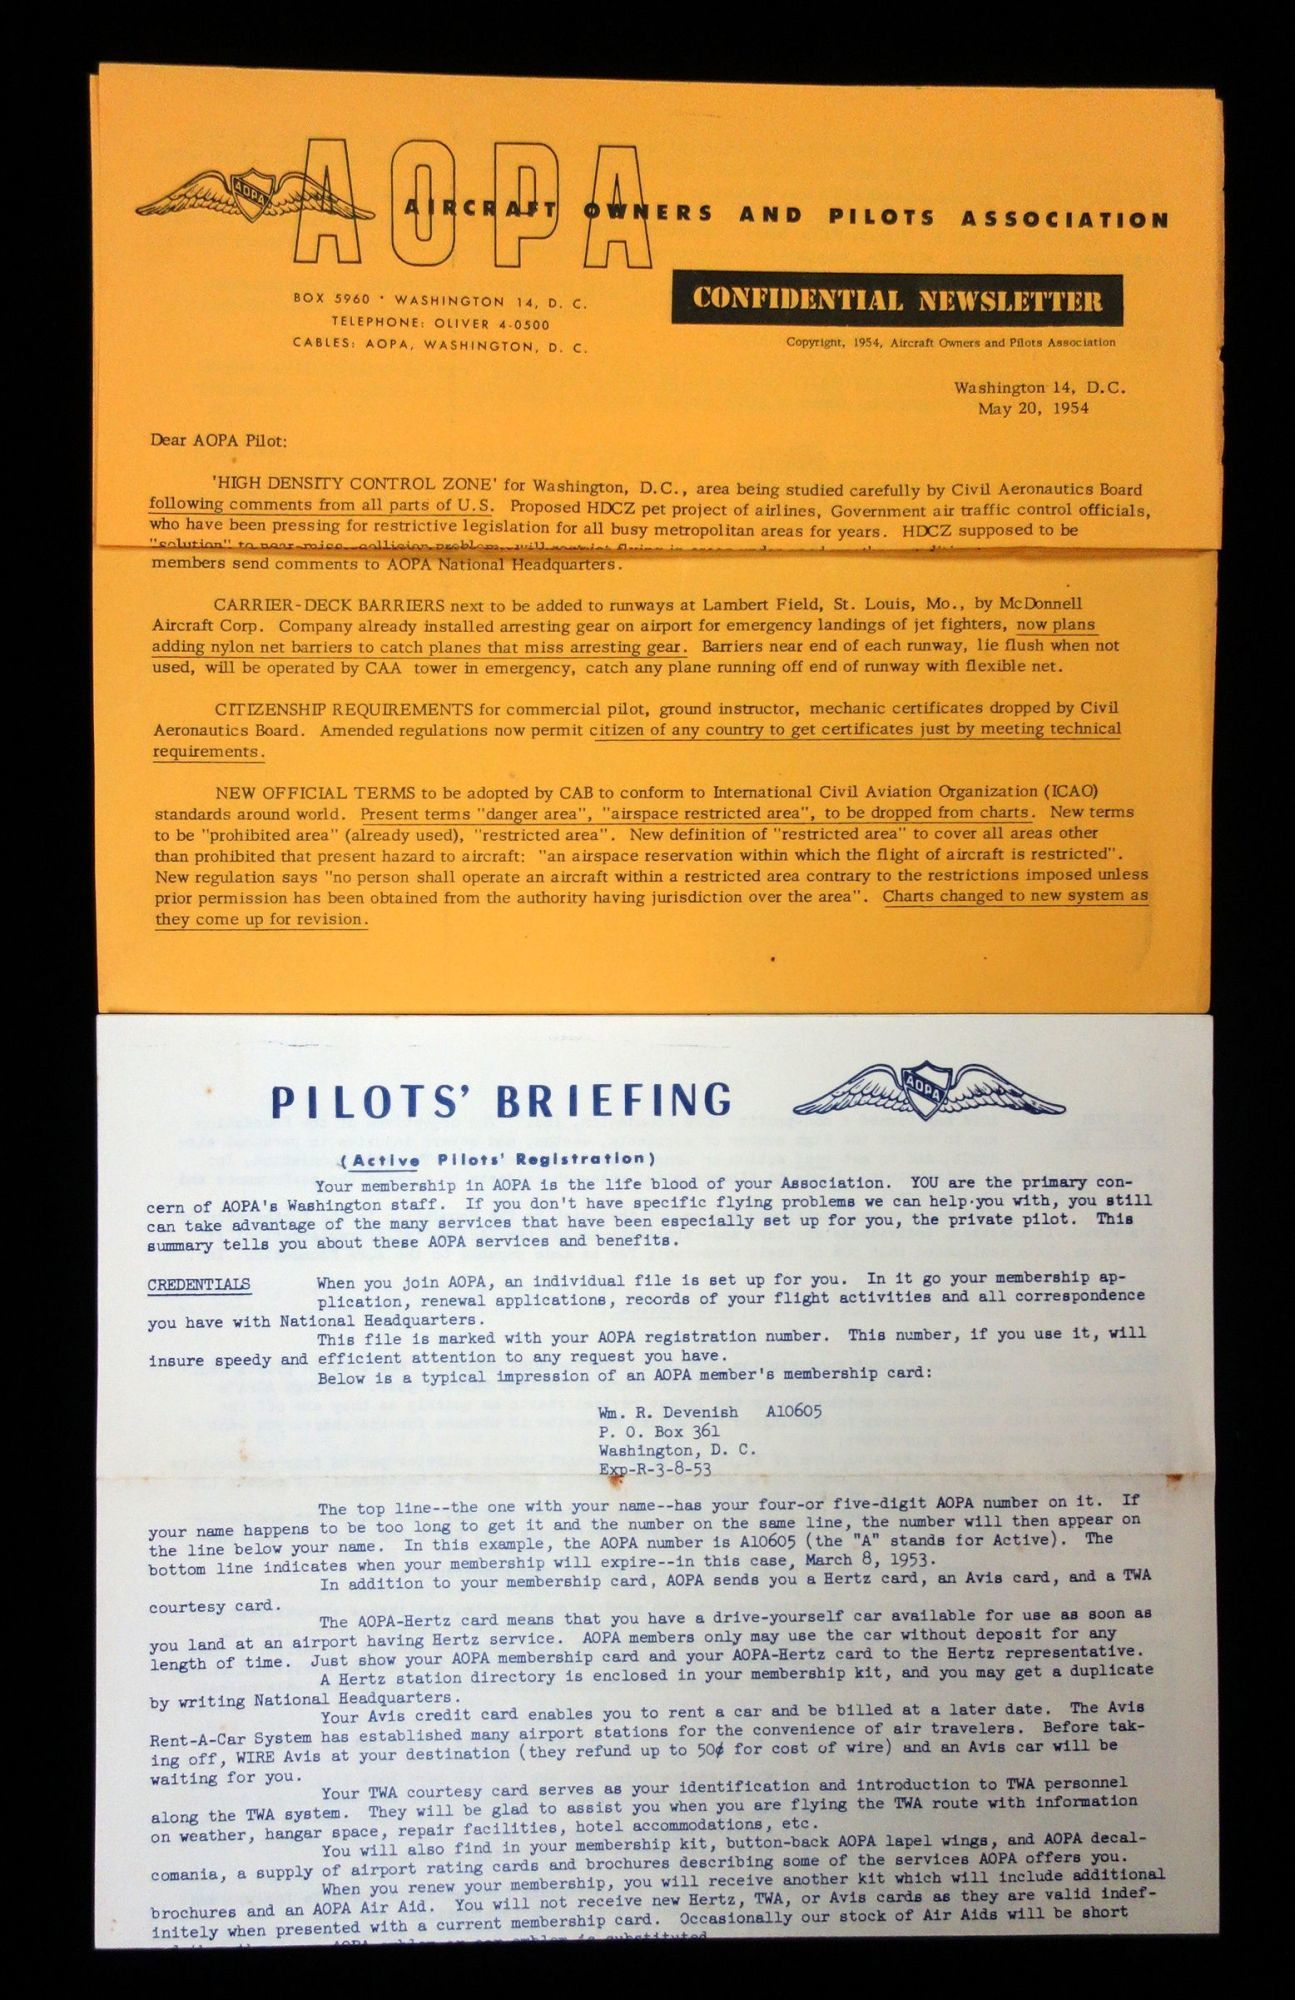 AOPA
AOPA
AIRCRAFT OWNERS AND PILOTS ASSOCIATION
BOX 5960 • WASHINGTON 14, D. C.
TELEPHONE: OLIVER 4-0500
CABLES: AOPA, WASHINGTON, D. C.
CONFIDENTIAL NEWSLETTER
Copyright, 1954, Aircraft Owners and Pilots Association
Washington 14, D.C.
May 20, 1954
Dear AOPA Pilot:
'HIGH DENSITY CONTROL ZONE' for Washington, D.C., area being studied carefully by Civil Aeronautics Board
following comments from all parts of U.S. Proposed HDCZ pet project of airlines, Government air traffic control officials,
who have been pressing for restrictive legislation for all busy metropolitan areas for years. HDCZ supposed to be
"solution" to near-miss, collision problem, will restrict flying in
members send comments to AOPA National Headquarters.
CARRIER-DECK BARRIERS next to be added to runways at Lambert Field, St. Louis, Mo., by McDonnell
Aircraft Corp. Company already installed arresting gear on airport for emergency landings of jet fighters, now plans
adding nylon net barriers to catch planes that miss arresting gear. Barriers near end of each runway, lie flush when not
used, will be operated by CAA tower in emergency, catch any plane running off end of runway with flexible net.
CITIZENSHIP REQUIREMENTS for commercial pilot, ground instructor, mechanic certificates dropped by Civil
Aeronautics Board. Amended regulations now permit citizen of any country to get certificates just by meeting technical
requirements.
NEW OFFICIAL TERMS to be adopted by CAB to conform to International Civil Aviation Organization (ICAO)
standards around world. Present terms "danger area", "airspace restricted area", to be dropped from charts. New terms
to be "prohibited area" (already used), "restricted area". New definition of "restricted area" to cover all areas other
than prohibited that present hazard to aircraft: "an airspace reservation within which the flight of aircraft is restricted".
New regulation says "no person shall operate an aircraft within a restricted area contrary to the restrictions imposed unless
prior permission has been obtained from the authority having jurisdiction over the area". Charts changed to new system as
they come up for revision.
PILOTS' BRIEFING
AOPA
(Active Pilots' Registration)
Your membership in AOPA is the life blood of your Association. YOU are the primary con-
cern of AOPA's Washington staff. If you don't have specific flying problems we can help you with, you still
can take advantage of the many services that have been especially set up for you, the private pilot. This
summary tells you about these AOPA services and benefits.
CREDENTIALS When you join AOPA, an individual file is set up for you. In it go your membership ap-
plication, renewal applications, records of your flight activities and all correspondence
you have with National Headquarters.
This file is marked with your AOPA registration number. This number, if you use it, will
insure speedy and efficient attention to any request you have.
Below is a typical impression of an AOPA member's membership card:
Wm. R. Devenish A10605
P. O. Box 361
Washington, D. C.
Exp-R-3-8-53
The top line--the one with your name--has your four-or five-digit AOPA number on it. If
your name happens to be too long to get it and the number on the same line, the number will then appear on
the line below your name. In this example, the AOPA number is A10605 (the "A" stands for Active). The
bottom line indicates when your membership will expire--in this case, March 8, 1953.
In addition to your membership card, AOPA sends you a Hertz card, an Avis card, and a TWA
courtesy card.
The AOPA-Hertz card means that you have a drive-yourself car available for use as soon as
you land at an airport having Hertz service. AOPA members only may use the car without deposit for any
length of time. Just show your AOPA membership card and your AOPA-Hertz card to the Hertz representative.
A Hertz station directory is enclosed in your membership kit, and you may get a duplicate
by writing National Headquarters.
Your Avis credit card enables you to rent a car and be billed at a later date. The Avis
Rent-A-Car System has established many airport stations for the convenience of air travelers. Before tak-
ing off, WIRE Avis at your destination (they refund up to 50¢ for cost of wire) and an Avis car will be
waiting for you.
Your TWA courtesy card serves as your identification and introduction to TWA personnel
along the TWA system. They will be glad to assist you when you are flying the TWA route with information
on weather, hangar space, repair facilities, hotel accommodations, etc.
You will also find in your membership kit, button-back AOPA lapel wings, and AOPA decal-
comania, a supply of airport rating cards and brochures describing some of the services AOPA offers you.
When you renew your membership, you will receive another kit which will include additional
brochures and an AOPA Air Aid. You will not receive new Hertz, TWA, or Avis cards as they are valid indef-
initely when presented with a current membership card. Occasionally our stock of Air Aids will be short
AOPA
is substituted